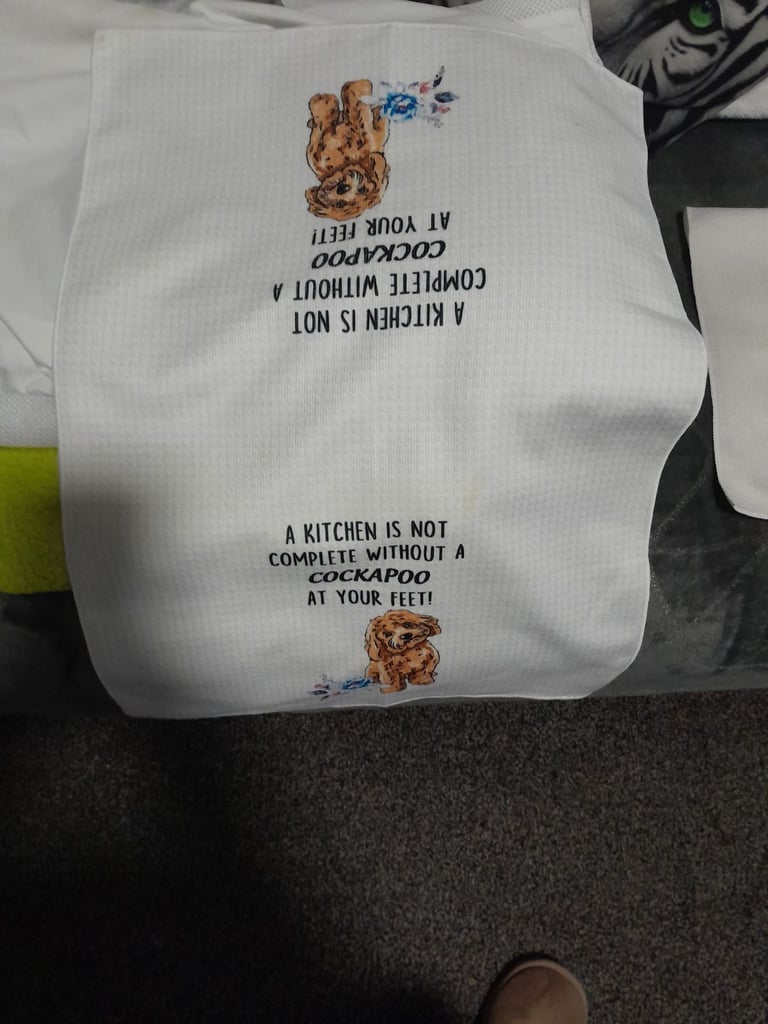 A KITCHEN IS NOT
COMPLETE WITHOUT A
COCKAPOO
AT YOUR FEET!
A KITCHEN IS NOT
COMPLETE WITHOUT A
COCKAPOO
AT YOUR FEET!